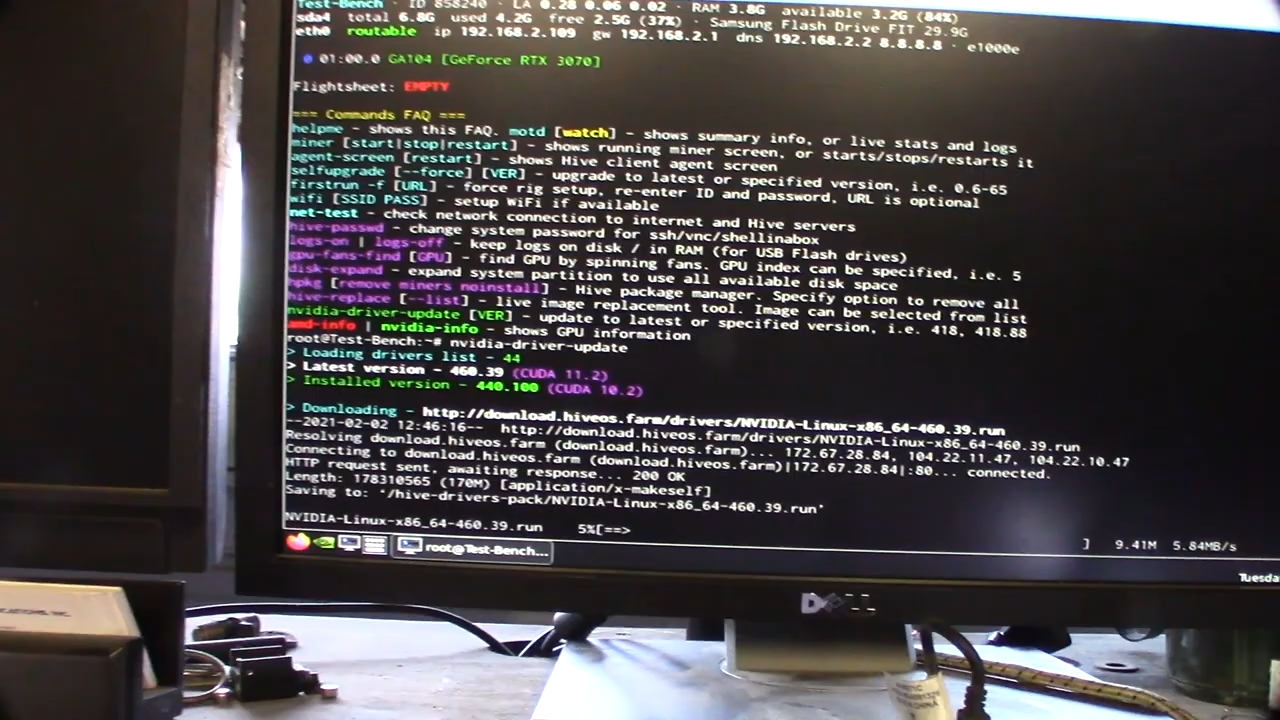 Test-Bench · ID 858240 · LA 0.28 0.06 0.02 · RAM 3.8G available 3.2G (84%)
sda4 total 6.8G used 4.2G free 2.5G (37%) · Samsung Flash Drive FIT 29.9G
eth0 routable ip 192.168.2.109 gw 192.168.2.1 dns 192.168.2.2 8.8.8.8 · e1000e
0 01:00.0 GA104 [GeForce RTX 3070]
Flightsheet: EMPTY
=== Commands FAQ ===
helpme - shows this FAQ. motd [watch] - shows summary info, or live stats and logs
miner [start|stop|restart] - shows running miner screen, or starts/stops/restarts it
agent-screen [restart] - shows Hive client agent screen
selfupgrade [--force] [VER] - upgrade to latest or specified version, i.e. 0.6-65
firstrun -f [URL] - force rig setup, re-enter ID and password, URL is optional
wifi [SSID PASS] - setup WiFi if available
net-test - check network connection to internet and Hive servers
hive-passwd - change system password for ssh/vnc/shellinabox
logs-on | logs-off - keep logs on disk / in RAM (for USB Flash drives)
gpu-fans-find [GPU] - find GPU by spinning fans. GPU index can be specified, i.e. 5
disk-expand - expand system partition to use all available disk space
hpkg [remove miners noinstall] - Hive package manager. Specify option to remove all
hive-replace [--list] - live image replacement tool. Image can be selected from list
nvidia-driver-update [VER] - update to latest or specified version, i.e. 418, 418.88
amd-info | nvidia-info - shows GPU information
root@Test-Bench:~# nvidia-driver-update
> Loading drivers list - 44
> Latest version - 460.39 (CUDA 11.2)
> Installed version - 440.100 (CUDA 10.2)
> Downloading - http://download.hiveos.farm/drivers/NVIDIA-Linux-x86_64-460.39.run
--2021-02-02 12:46:16-- http://download.hiveos.farm/drivers/NVIDIA-Linux-x86_64-460.39.run
Resolving download.hiveos.farm (download.hiveos.farm)... 172.67.28.84, 104.22.11.47, 104.22.10.47
Connecting to download.hiveos.farm (download.hiveos.farm)|172.67.28.84|:80... connected.
HTTP request sent, awaiting response... 200 OK
Length: 178310565 (170M) [application/x-makeself]
Saving to: '/hive-drivers-pack/NVIDIA-Linux-x86_64-460.39.run'
NVIDIA-Linux-x86_64-460.39.run 5%[==> ] 9.41M 5.84MB/s
root@Test-Bench...
Tuesda
DELL